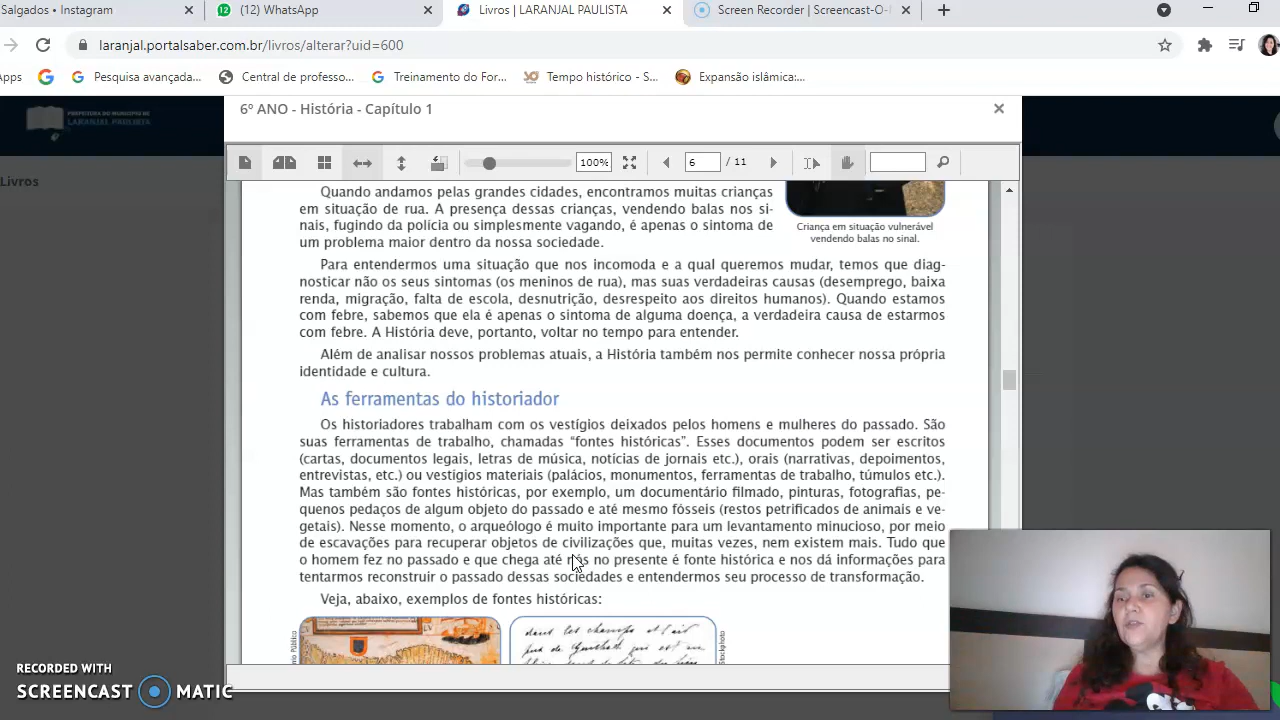 Salgados • Instagram
(12) WhatsApp
Livros | LARANJAL PAULISTA
Screen Recorder | Screencast-O-
laranjal.portalsaber.com.br/livros/alterar?uid=600
Apps
Pesquisa avançada...
Central de professo...
Treinamento do For...
Tempo histórico - S...
Expansão islâmica:...
PREFEITURA DO MUNICÍPIO DE
LARANJAL PAULISTA
Livros
6º ANO - História - Capítulo 1
100%
6 / 11
Quando andamos pelas grandes cidades, encontramos muitas crianças
em situação de rua. A presença dessas crianças, vendendo balas nos si-
nais, fugindo da polícia ou simplesmente vagando, é apenas o sintoma de
um problema maior dentro da nossa sociedade.
Criança em situação vulnerável
vendendo balas no sinal.
Para entendermos uma situação que nos incomoda e a qual queremos mudar, temos que diag-
nosticar não os seus sintomas (os meninos de rua), mas suas verdadeiras causas (desemprego, baixa
renda, migração, falta de escola, desnutrição, desrespeito aos direitos humanos). Quando estamos
com febre, sabemos que ela é apenas o sintoma de alguma doença, a verdadeira causa de estarmos
com febre. A História deve, portanto, voltar no tempo para entender.
Além de analisar nossos problemas atuais, a História também nos permite conhecer nossa própria
identidade e cultura.
As ferramentas do historiador
Os historiadores trabalham com os vestígios deixados pelos homens e mulheres do passado. São
suas ferramentas de trabalho, chamadas “fontes históricas”. Esses documentos podem ser escritos
(cartas, documentos legais, letras de música, notícias de jornais etc.), orais (narrativas, depoimentos,
entrevistas, etc.) ou vestígios materiais (palácios, monumentos, ferramentas de trabalho, túmulos etc.).
Mas também são fontes históricas, por exemplo, um documentário filmado, pinturas, fotografias, pe-
quenos pedaços de algum objeto do passado e até mesmo fósseis (restos petrificados de animais e ve-
getais). Nesse momento, o arqueólogo é muito importante para um levantamento minucioso, por meio
de escavações para recuperar objetos de civilizações que, muitas vezes, nem existem mais. Tudo que
o homem fez no passado e que chega até nós no presente é fonte histórica e nos dá informações para
tentarmos reconstruir o passado dessas sociedades e entendermos seu processo de transformação.
Veja, abaixo, exemplos de fontes históricas:
Público
Stockphoto
dans les champs et l'air
qui est
RECORDED WITH
SCREENCAST MATIC